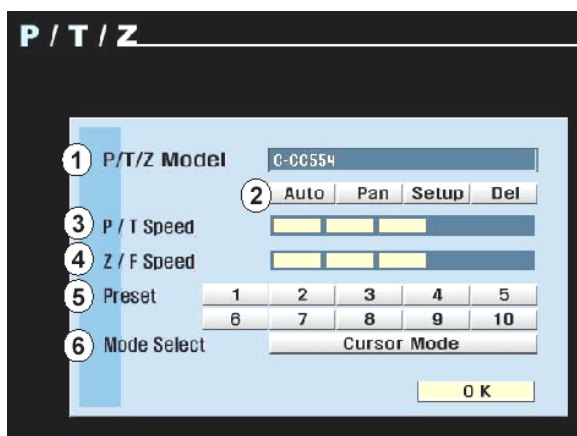 P / T / Z
1 P/T/Z Model C-CC554
2 Auto Pan Setup Del
3 P / T Speed
4 Z / F Speed
5 Preset 1 2 3 4 5
6 7 8 9 10
6 Mode Select Cursor Mode
O K